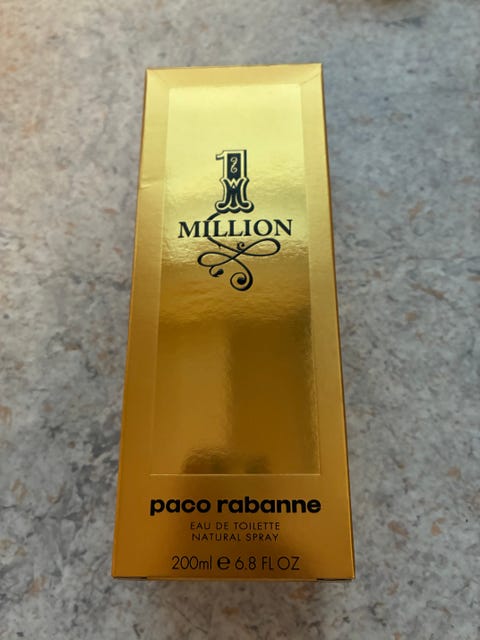 1
MILLION
paco rabanne
EAU DE TOILETTE
NATURAL SPRAY
200ml ℮ 6.8 FL OZ